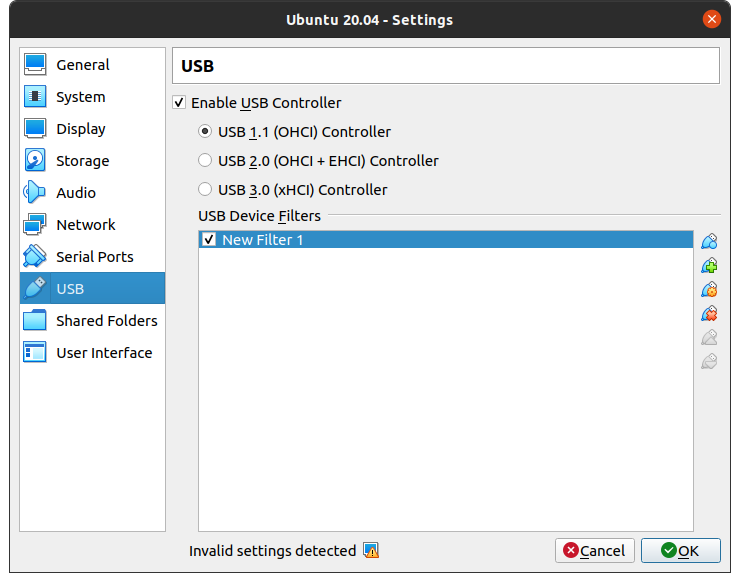 Ubuntu 20.04 - Settings
General
System
Display
Storage
Audio
Network
Serial Ports
USB
Shared Folders
User Interface
USB
Enable USB Controller
USB 1.1 (OHCI) Controller
USB 2.0 (OHCI + EHCI) Controller
USB 3.0 (xHCI) Controller
USB Device Filters
New Filter 1
Invalid settings detected
Cancel
OK